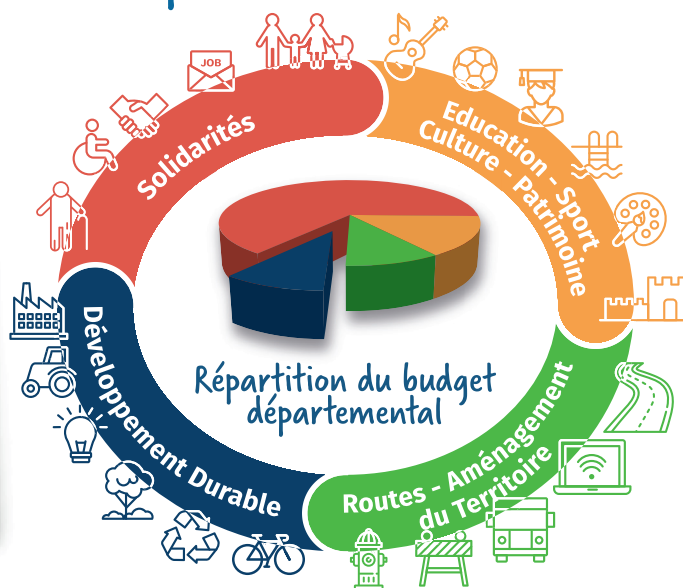 JOB
Solidarités
Education - Sport
Culture - Patrimoine
Développement Durable
Routes - Aménagement
du Territoire
Répartition du budget
départemental